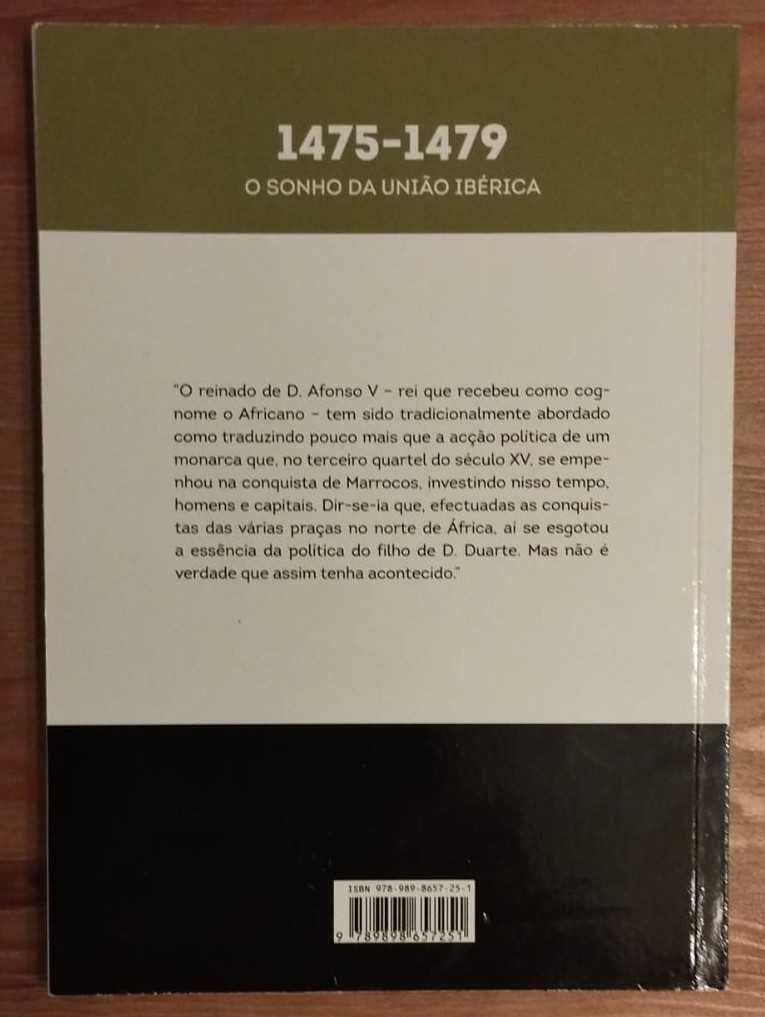 1475-1479
O SONHO DA UNIÃO IBÉRICA
"O reinado de D. Afonso V – rei que recebeu como cog-
nome o Africano – tem sido tradicionalmente abordado
como traduzindo pouco mais que a acção política de um
monarca que, no terceiro quartel do século XV, se empe-
nhou na conquista de Marrocos, investindo nisso tempo,
homens e capitais. Dir-se-ia que, efectuadas as conquis-
tas das várias praças no norte de África, aí se esgotou
a essência da política do filho de D. Duarte. Mas não é
verdade que assim tenha acontecido."
ISBN 978-989-8657-25-1
9 789898 657251